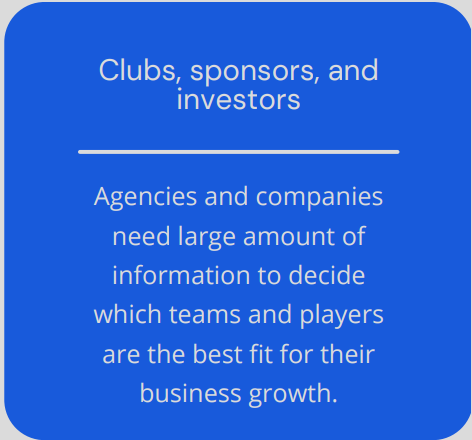 Clubs, sponsors, and
investors
Agencies and companies
need large amount of
information to decide
which teams and players
are the best fit for their
business growth.